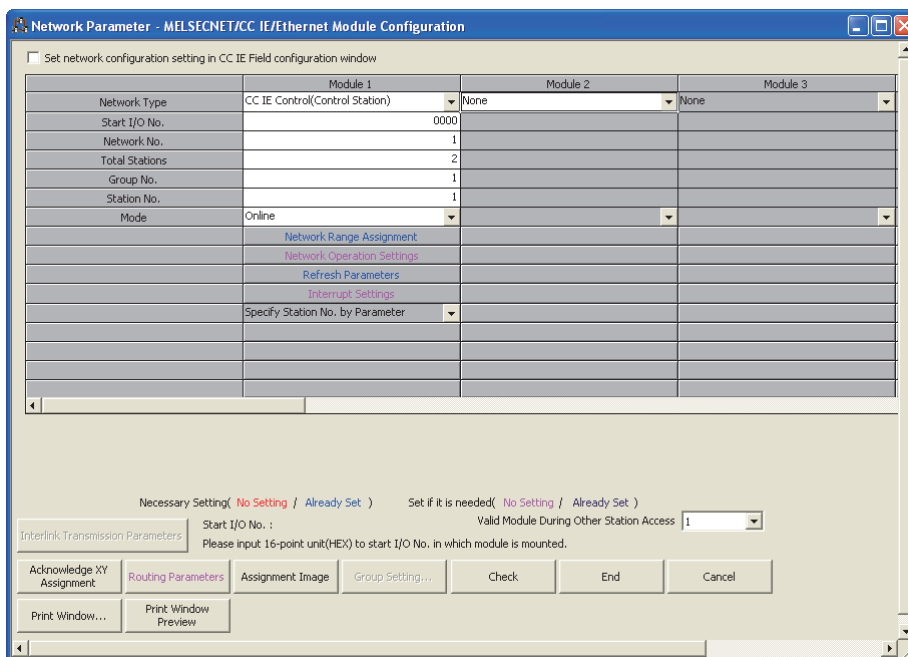 Network Parameter - MELSECNET/CC IE/Ethernet Module Configuration
Set network configuration setting in CC IE Field configuration window
Module 1 Module 2 Module 3
Network Type CC IE Control(Control Station) None None
Start I/O No. 0000
Network No. 1
Total Stations 2
Group No. 1
Station No. 1
Mode Online
Network Range Assignment
Network Operation Settings
Refresh Parameters
Interrupt Settings
Specify Station No. by Parameter
Necessary Setting( No Setting / Already Set ) Set if it is needed( No Setting / Already Set )
Interlink Transmission Parameters
Start I/O No. : Valid Module During Other Station Access 1
Please input 16-point unit(HEX) to start I/O No. in which module is mounted.
Acknowledge XY Assignment Routing Parameters Assignment Image Group Setting... Check End Cancel
Print Window... Print Window Preview